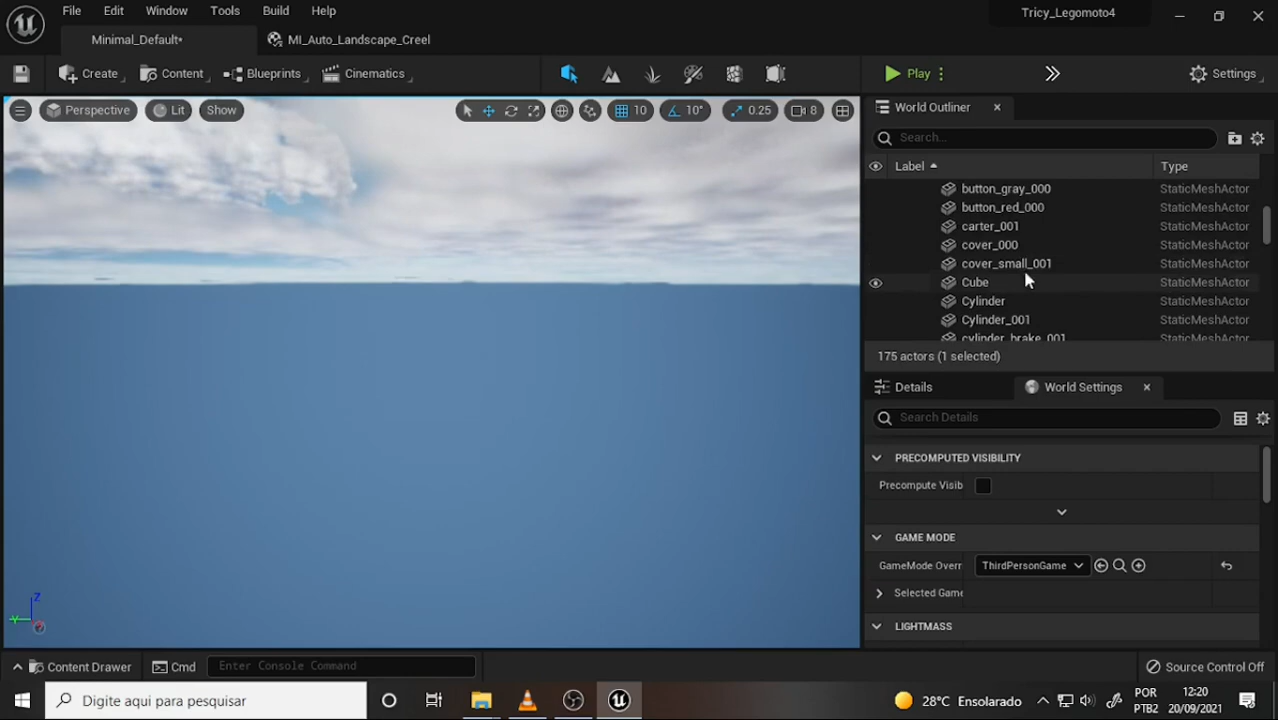 File Edit Window Tools Build Help
Tricy_Legomoto4
Minimal_Default•
MI_Auto_Landscape_Creel
Create Content Blueprints Cinematics Play Settings
Perspective Lit Show 10 10° 0.25 8
World Outliner
Search...
Label Type
button_gray_000 StaticMeshActor
button_red_000 StaticMeshActor
carter_001 StaticMeshActor
cover_000 StaticMeshActor
cover_small_001 StaticMeshActor
Cube StaticMeshActor
Cylinder StaticMeshActor
Cylinder_001 StaticMeshActor
cylinder_brake_001 StaticMeshActor
175 actors (1 selected)
Details World Settings
Search Details
PRECOMPUTED VISIBILITY
Precompute Visib
GAME MODE
GameMode Overr ThirdPersonGame
Selected Game
LIGHTMASS
Z
Y
Content Drawer Cmd Enter Console Command Source Control Off
Digite aqui para pesquisar
28°C Ensolarado
POR
PTB2
12:20
20/09/2021